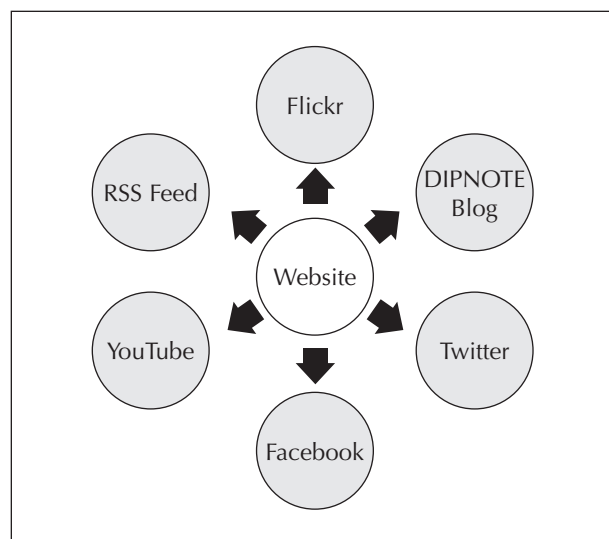 Flickr
RSS Feed
DIPNOTE
Blog
Website
YouTube
Twitter
Facebook